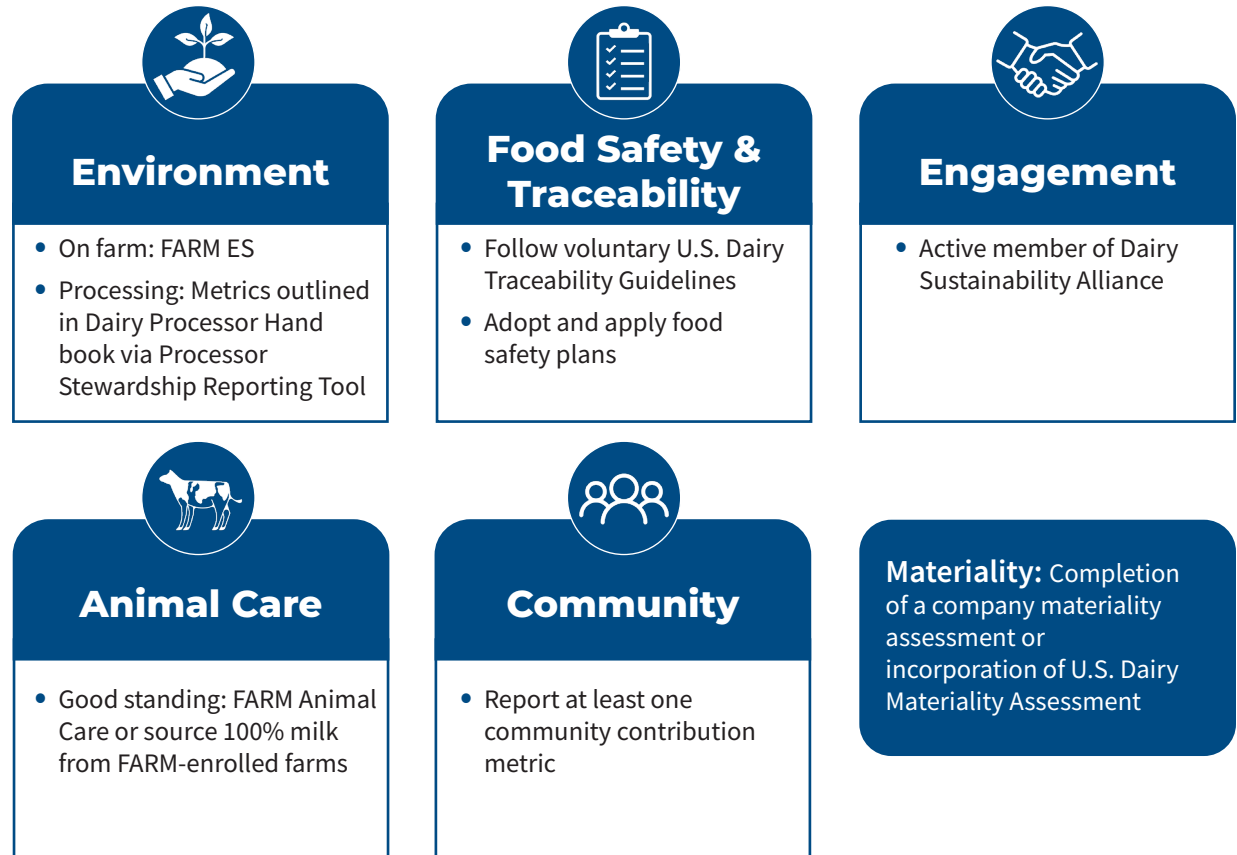 Environment
• On farm: FARM ES
• Processing: Metrics outlined
in Dairy Processor Hand
book via Processor
Stewardship Reporting Tool
Food Safety &
Traceability
• Follow voluntary U.S. Dairy
Traceability Guidelines
• Adopt and apply food
safety plans
Engagement
• Active member of Dairy
Sustainability Alliance
Animal Care
• Good standing: FARM Animal
Care or source 100% milk
from FARM-enrolled farms
Community
• Report at least one
community contribution
metric
Materiality: Completion
of a company materiality
assessment or
incorporation of U.S. Dairy
Materiality Assessment